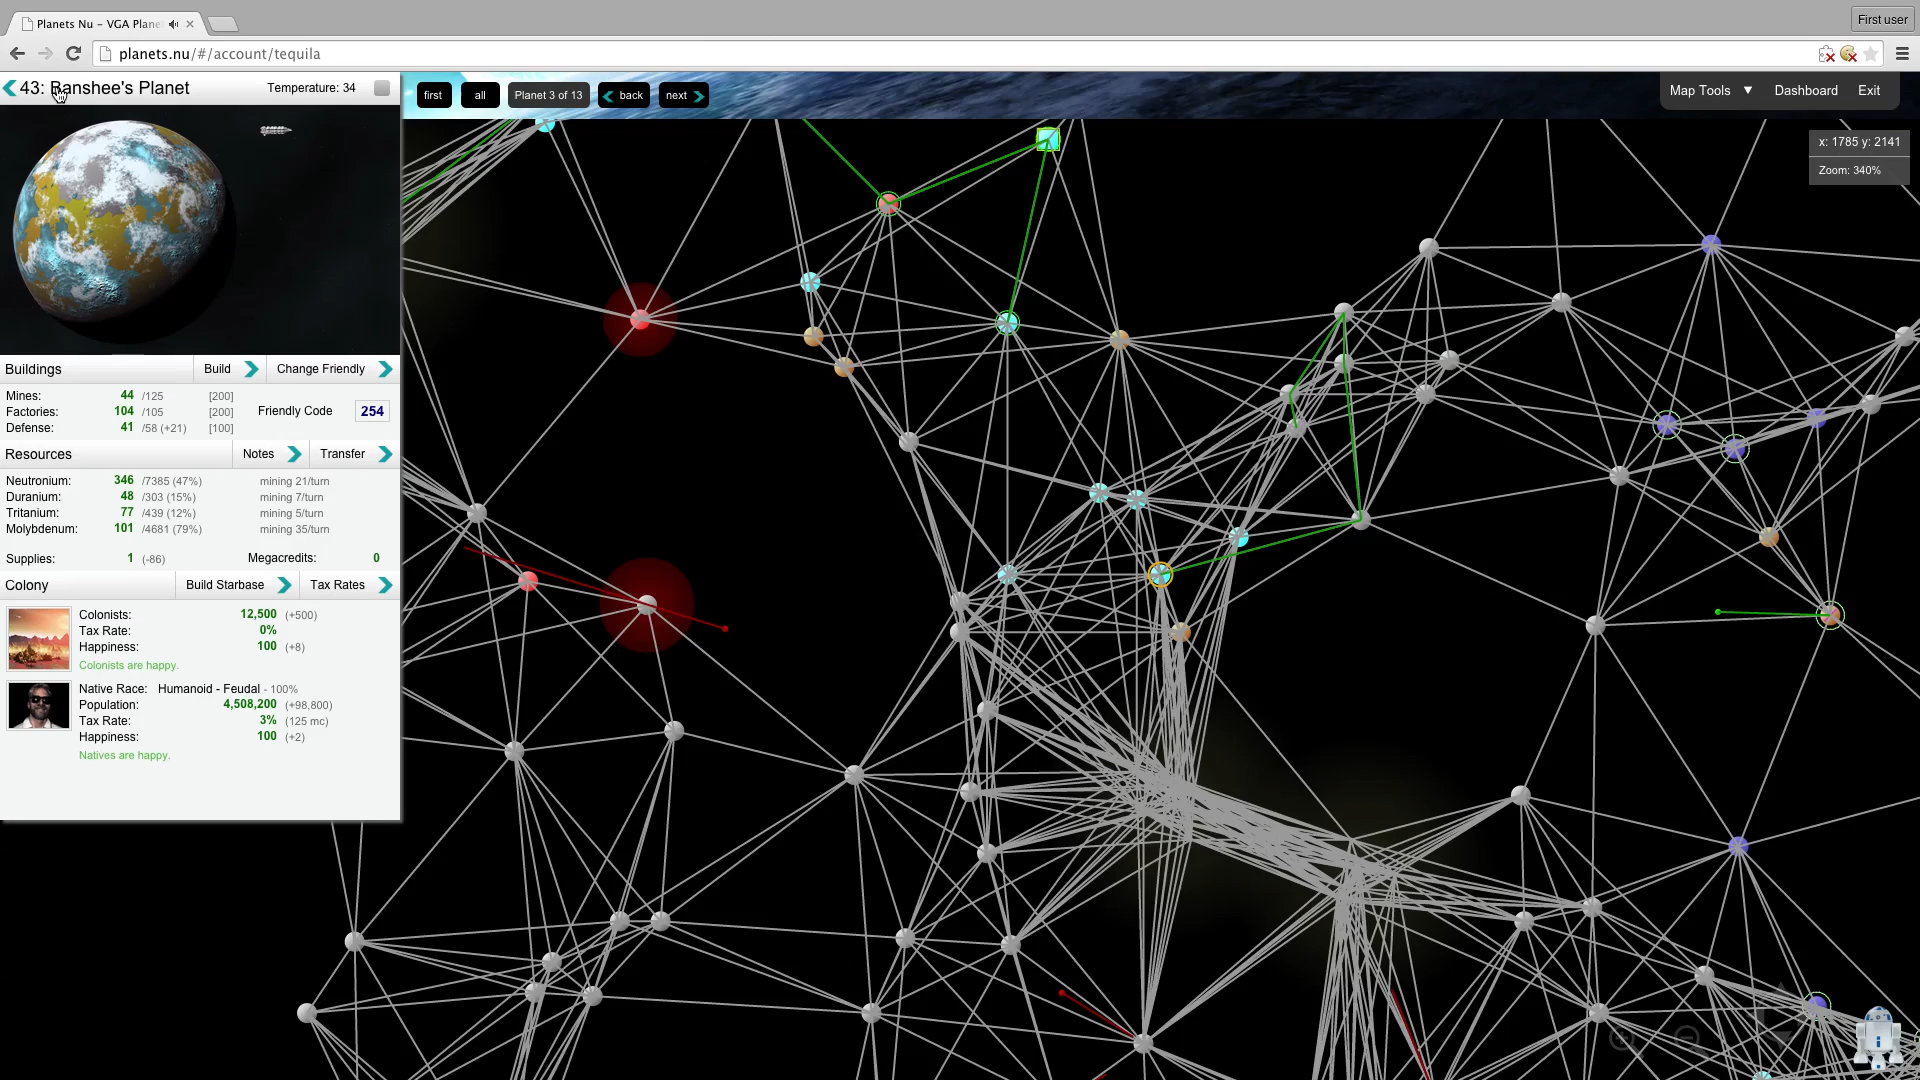 Planets Nu - VGA Plane
First user
planets.nu/#/account/tequila
43: Banshee's Planet
Temperature: 34
first
all
Planet 3 of 13
back
next
Map Tools
Dashboard
Exit
x: 1785 y: 2141
Zoom: 340%
Buildings
Build
Change Friendly
Mines: 44 /125 [200]
Factories: 104 /105 [200]
Defense: 41 /58 (+21) [100]
Friendly Code 254
Resources
Notes
Transfer
Neutronium: 346 /7385 (47%) mining 21/turn
Duranium: 48 /303 (15%) mining 7/turn
Tritanium: 77 /439 (12%) mining 5/turn
Molybdenum: 101 /4681 (79%) mining 35/turn
Supplies: 1 (-86) Megacredits: 0
Colony
Build Starbase
Tax Rates
Colonists: 12,500 (+500)
Tax Rate: 0%
Happiness: 100 (+8)
Colonists are happy.
Native Race: Humanoid - Feudal - 100%
Population: 4,508,200 (+98,800)
Tax Rate: 3% (125 mc)
Happiness: 100 (+2)
Natives are happy.